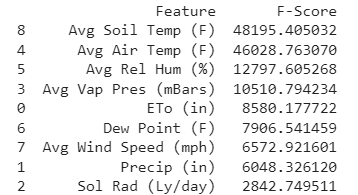 Feature F-Score
8 Avg Soil Temp (F) 48195.405032
4 Avg Air Temp (F) 46028.763070
5 Avg Rel Hum (%) 12797.605268
3 Avg Vap Pres (mBars) 10510.794234
0 ETo (in) 8580.177722
6 Dew Point (F) 7906.541459
7 Avg Wind Speed (mph) 6572.921601
1 Precip (in) 6048.326120
2 Sol Rad (Ly/day) 2842.749511